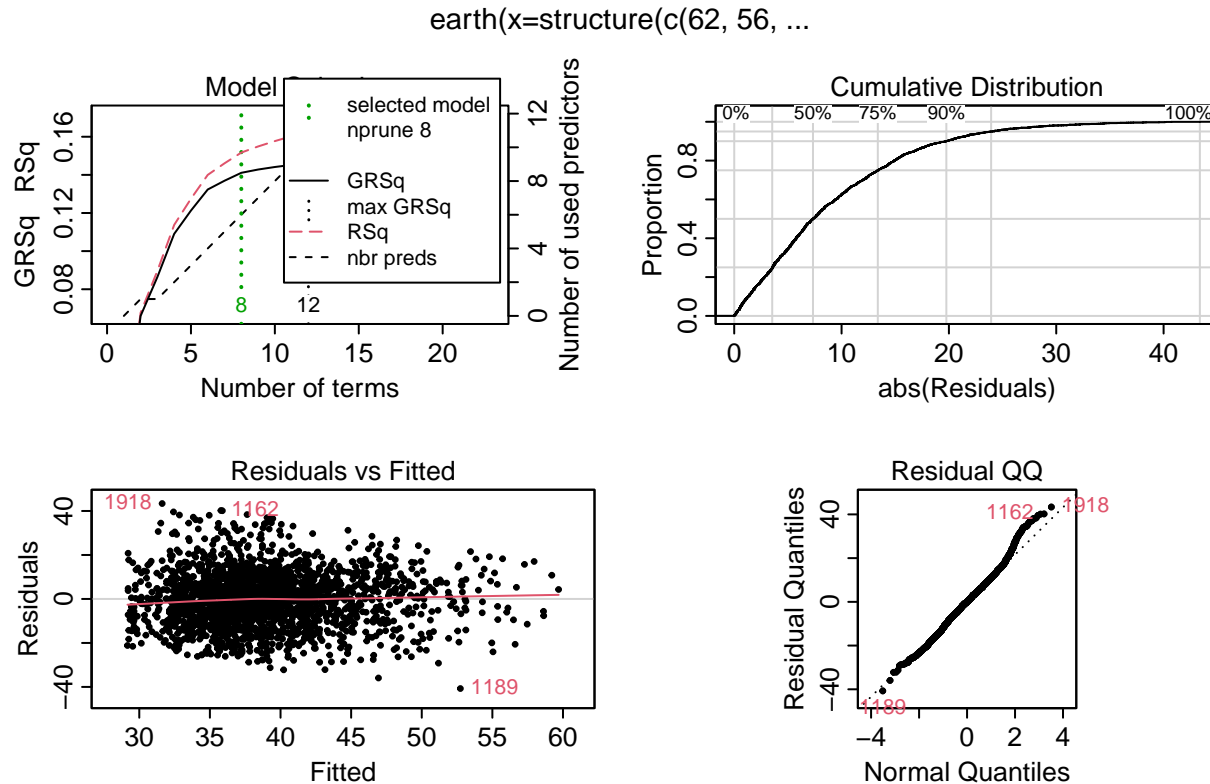 earth(x=structure(c(62, 56, ...
Model
selected model
nprune 8
GRSq
max GRSq
RSq
nbr preds
GRSq   RSq
0.08 0.12 0.16
Number of used predictors
0 4 8 10 12
8 12
0 5 10 15 20
Number of terms
Cumulative Distribution
0% 50% 75% 90% 100%
Proportion
0.0 0.4 0.8
0 10 20 30 40
abs(Residuals)
Residuals vs Fitted
1918
1162
1189
Residuals
−40 0 40
30 35 40 45 50 55 60
Fitted
Residual QQ
1162
1918
1189
Residual Quantiles
−40 0 40
−4 0 2 4
Normal Quantiles